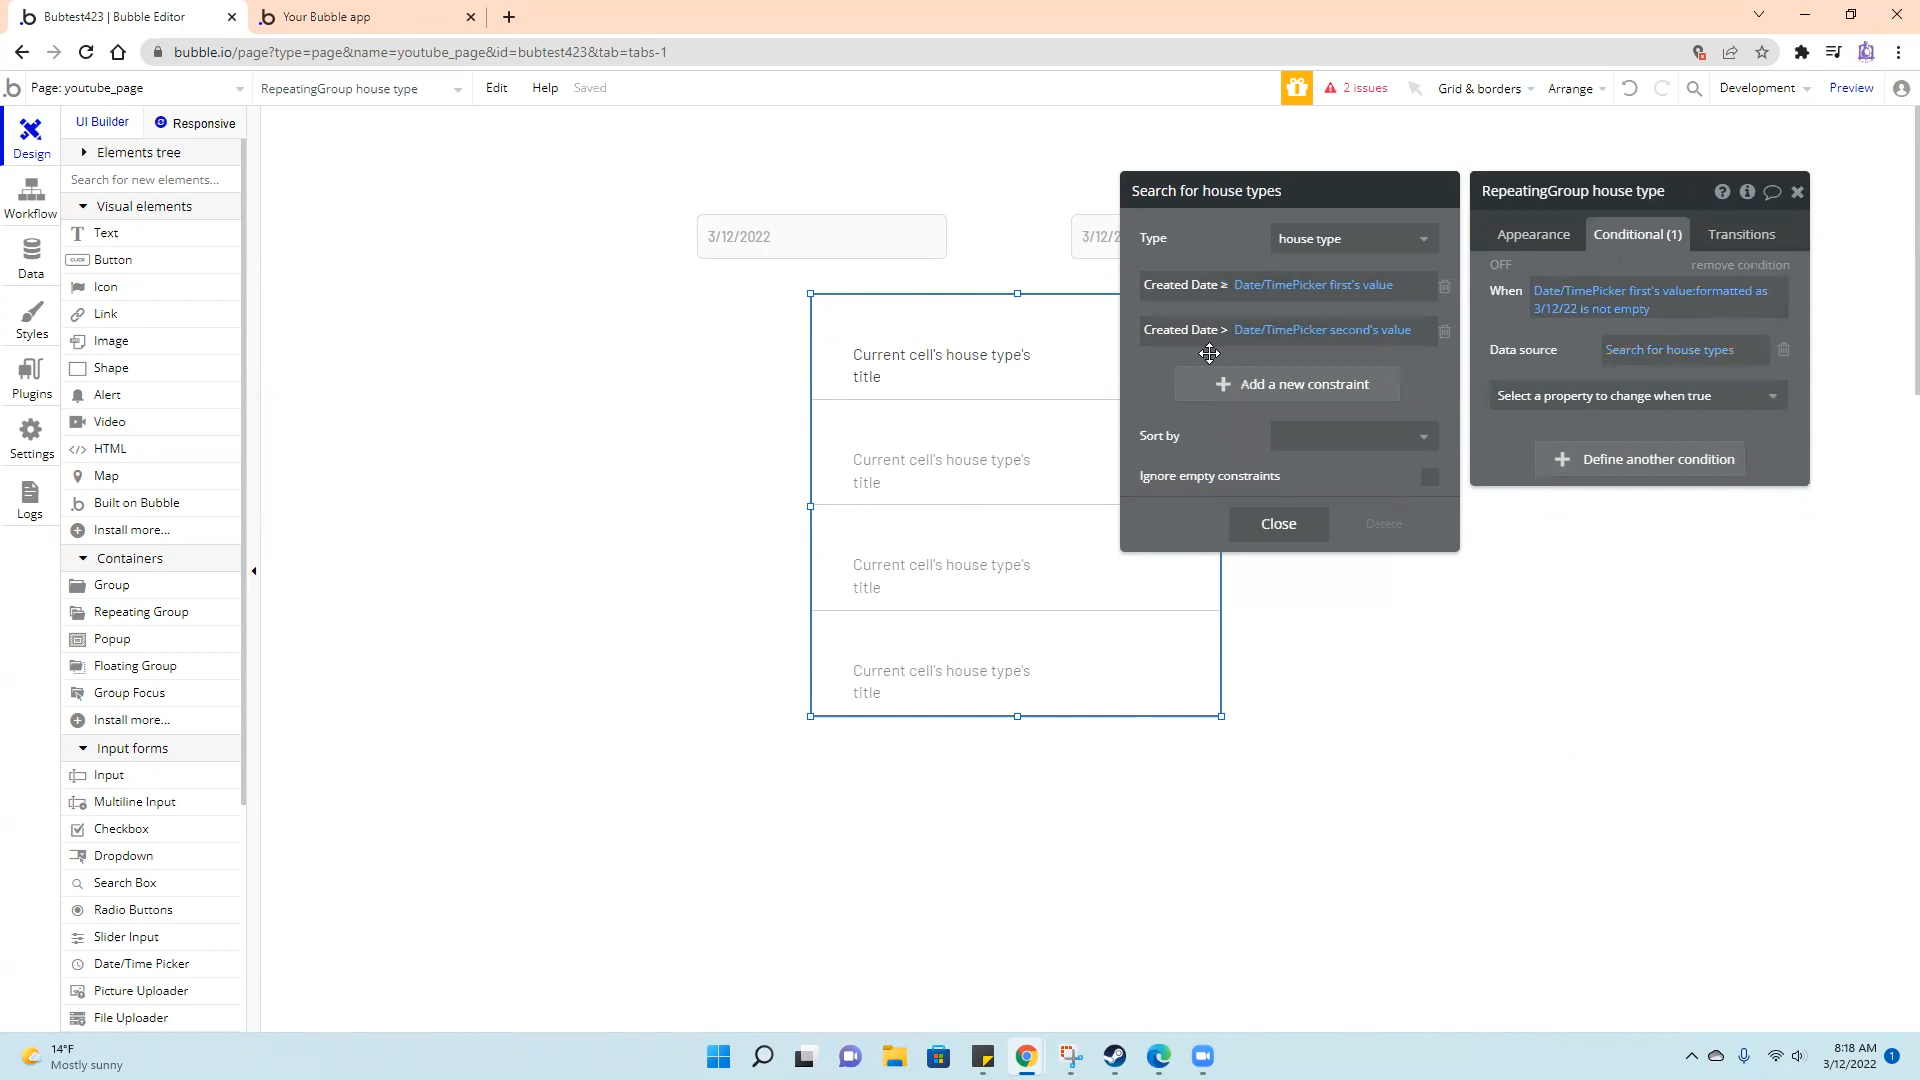 Bubtest423 | Bubble Editor
Your Bubble app
bubble.io/page?type=page&name=youtube_page&id=bubtest423&tab=tabs-1
Page: youtube_page
RepeatingGroup house type
Edit
Help
Saved
2 issues
Grid & borders
Arrange
Development
Preview
Design
Workflow
Data
Styles
Plugins
Settings
Logs
UI Builder
Responsive
Elements tree
Search for new elements...
Visual elements
Text
CLICK
Button
Icon
Link
Image
Shape
Alert
Video
HTML
Map
Built on Bubble
Install more...
Containers
Group
Repeating Group
Popup
Floating Group
Group Focus
Install more...
Input forms
Input
Multiline Input
Checkbox
Dropdown
Search Box
Radio Buttons
Slider Input
Date/Time Picker
Picture Uploader
File Uploader
3/12/2022
3/12/2
Current cell's house type's
title
Current cell's house type's
title
Current cell's house type's
title
Current cell's house type's
title
Search for house types
Type
house type
Created Date ≥ Date/TimePicker first's value
Created Date > Date/TimePicker second's value
Add a new constraint
Sort by
Ignore empty constraints
Close
Delete
RepeatingGroup house type
Appearance
Conditional (1)
Transitions
OFF
remove condition
When
Date/TimePicker first's value:formatted as
3/12/22 is not empty
Data source
Search for house types
Select a property to change when true
Define another condition
14°F
Mostly sunny
8:18 AM
3/12/2022
1